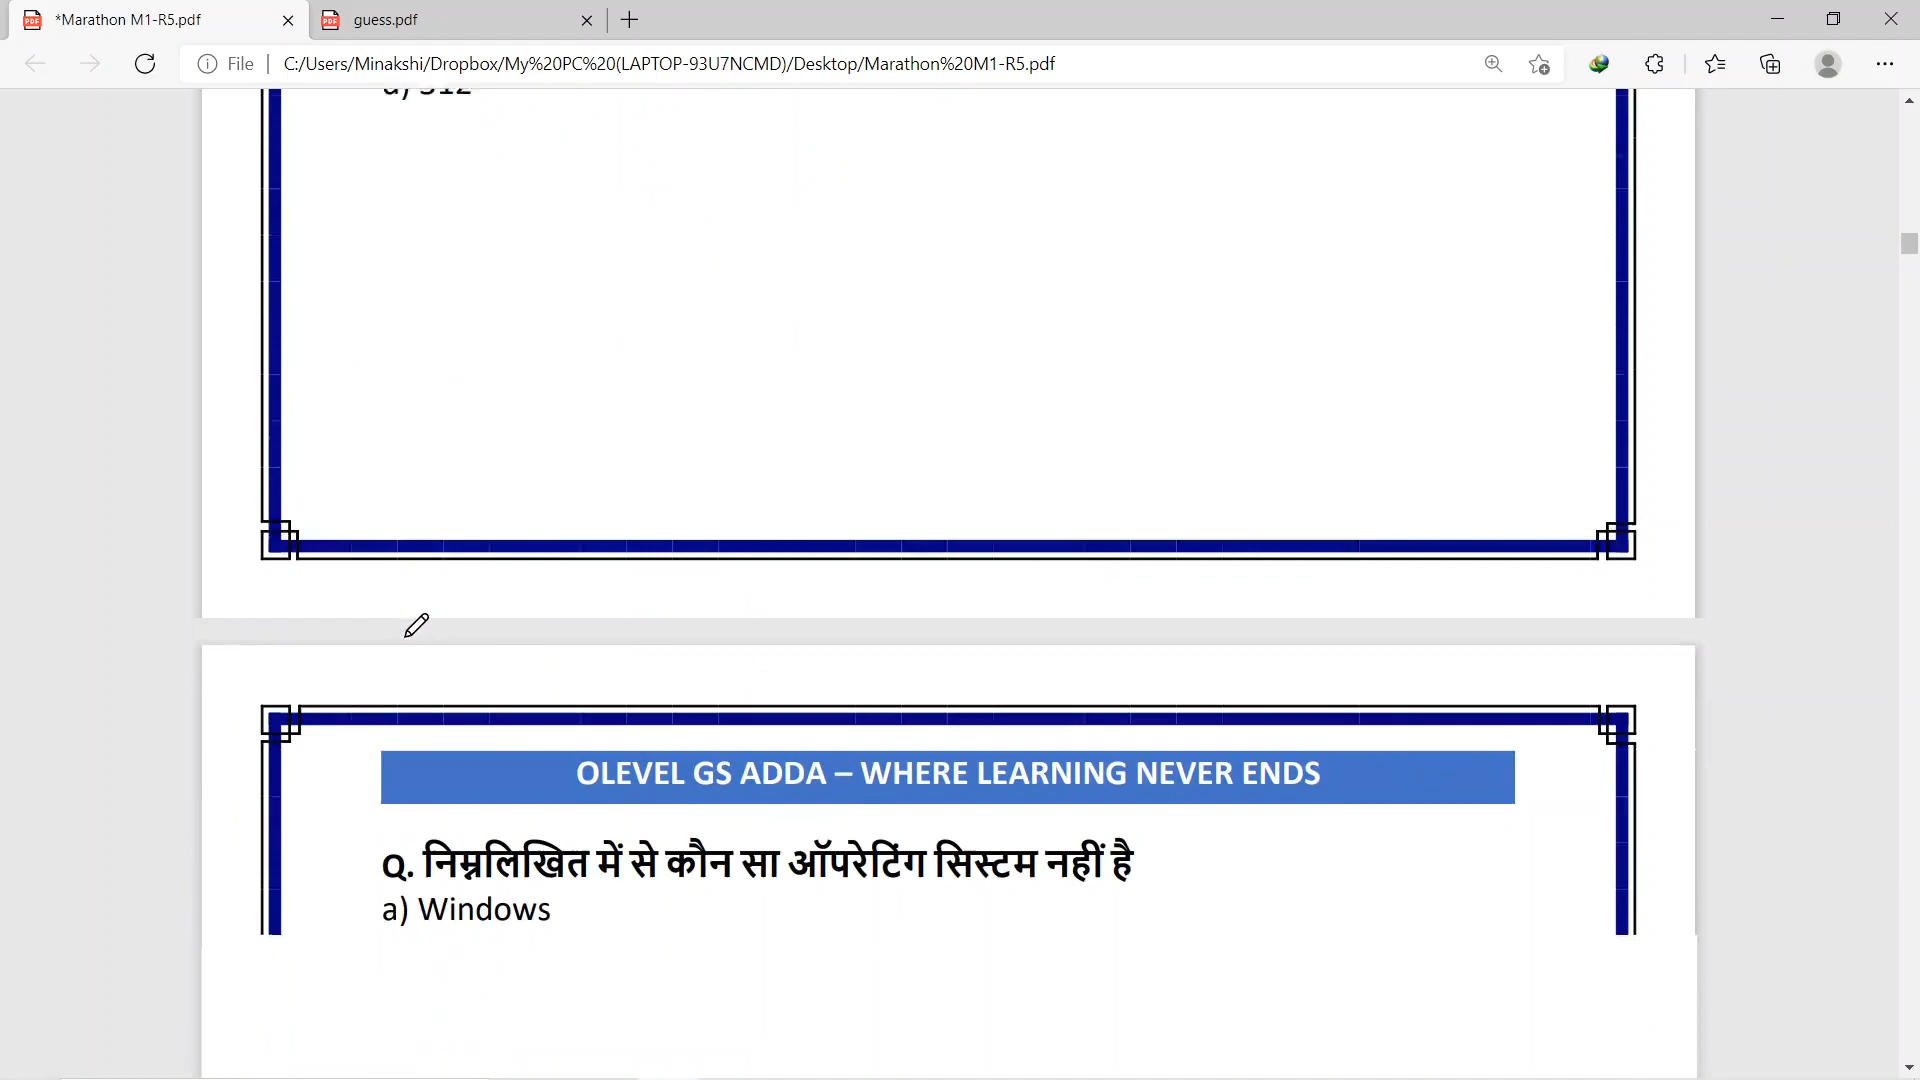 *Marathon M1-R5.pdf
guess.pdf
File
C:/Users/Minakshi/Dropbox/My%20PC%20(LAPTOP-93U7NCMD)/Desktop/Marathon%20M1-R5.pdf
d) 512
OLEVEL GS ADDA – WHERE LEARNING NEVER ENDS
Q. निम्नलिखित में से कौन सा ऑपरेटिंग सिस्टम नहीं है
a) Windows